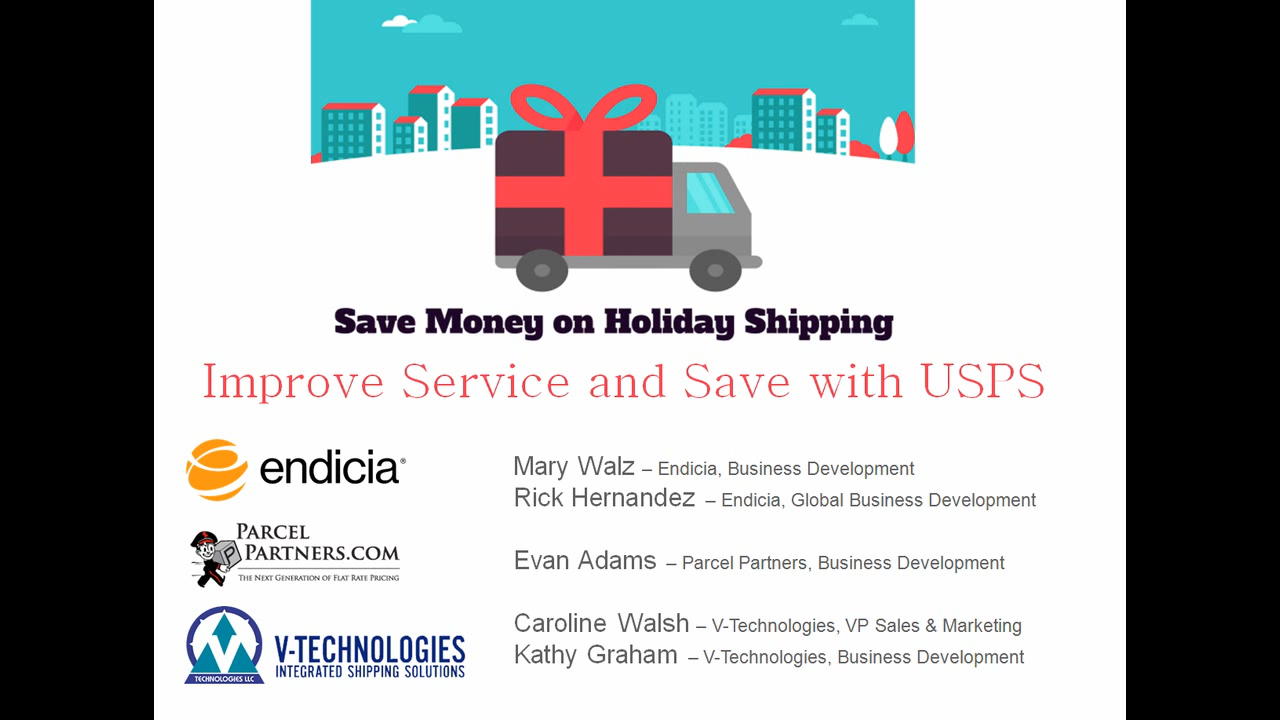 Save Money on Holiday Shipping
Improve Service and Save with USPS
endicia®
Mary Walz – Endicia, Business Development
Rick Hernandez – Endicia, Global Business Development
PARCEL
PARTNERS.COM
THE NEXT GENERATION OF FLAT RATE PRICING
P
Evan Adams – Parcel Partners, Business Development
V-TECHNOLOGIES
INTEGRATED SHIPPING SOLUTIONS
TECHNOLOGIES LLC
Caroline Walsh – V-Technologies, VP Sales & Marketing
Kathy Graham – V-Technologies, Business Development